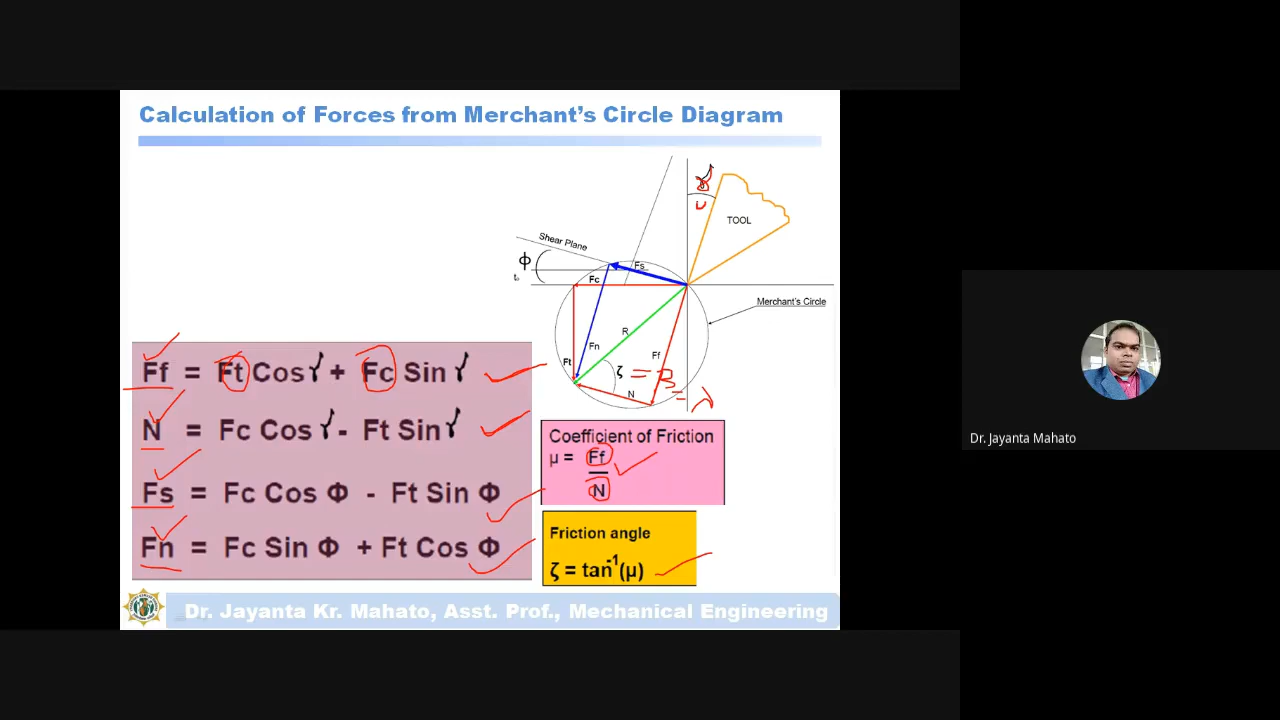 Calculation of Forces from Merchant's Circle Diagram
γ
TOOL
Shear Plane
Φ
t₀
Fs
Fc
Merchant's Circle
R
Fn
Ff
Ft
ζ = β
= λ
N
Ff = Ft Cos γ + Fc Sin γ
N = Fc Cos γ - Ft Sin γ
Fs = Fc Cos Φ - Ft Sin Φ
Fn = Fc Sin Φ + Ft Cos Φ
Coefficient of Friction
μ = Ff
N
Friction angle
ζ = tan⁻¹(μ)
Dr. Jayanta Kr. Mahato, Asst. Prof., Mechanical Engineering
Dr. Jayanta Mahato